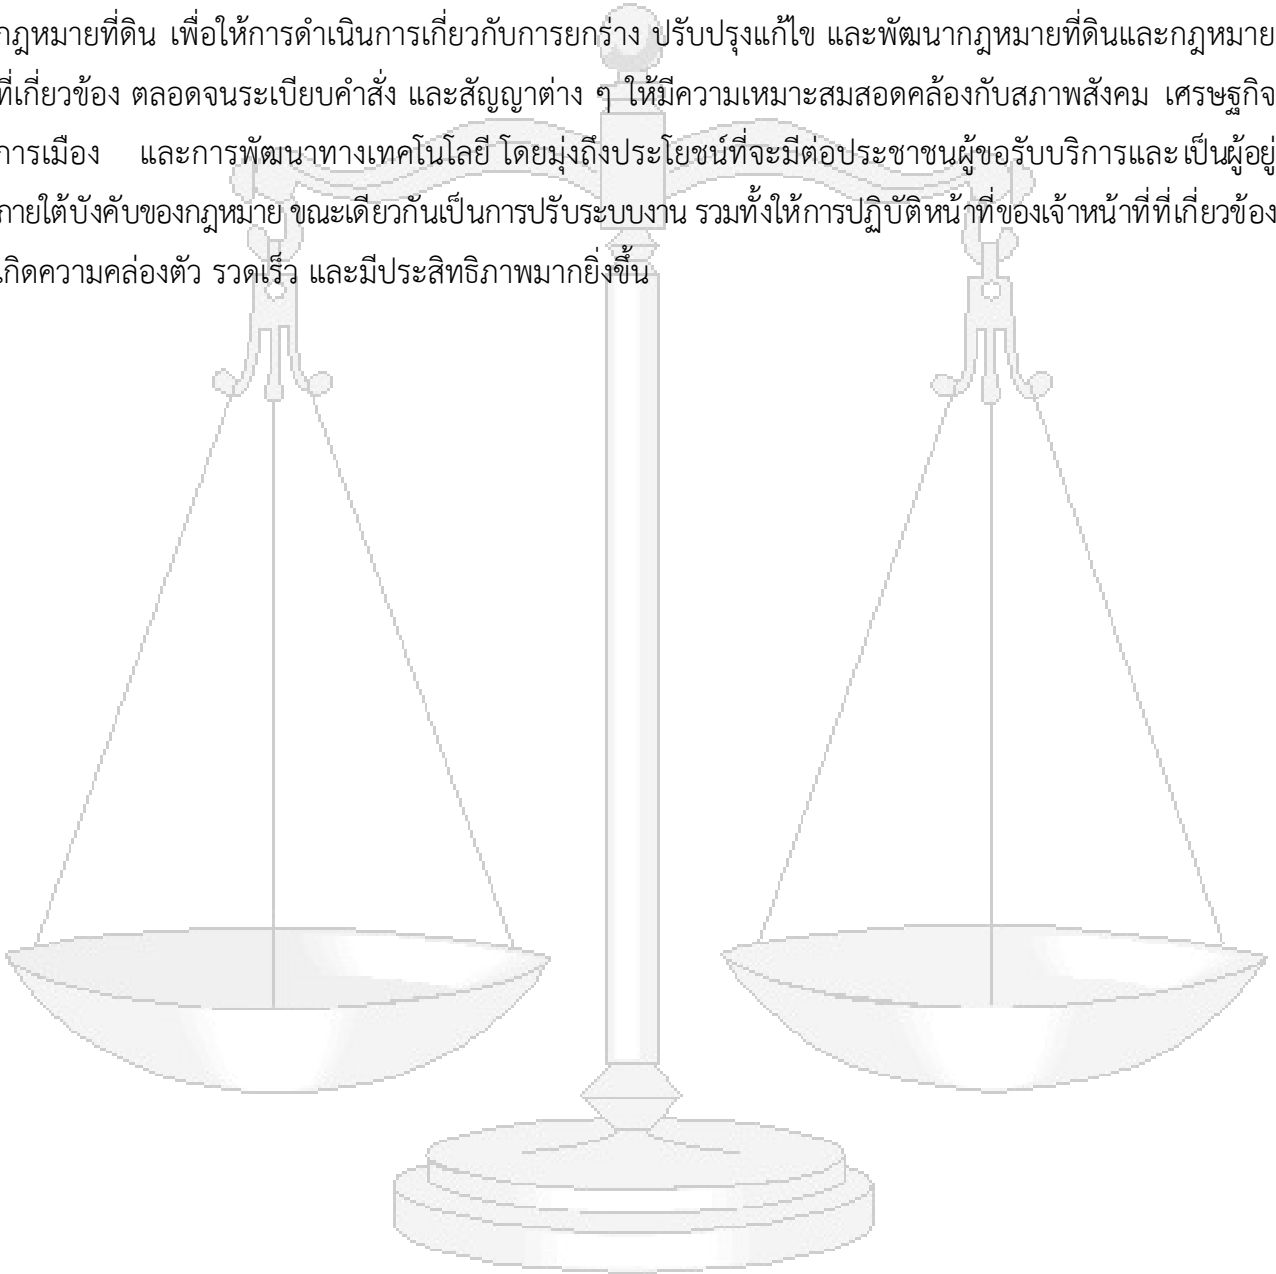 กฎหมายที่ดิน เพื่อให้การดำเนินการเกี่ยวกับการยกร่าง ปรับปรุงแก้ไข และพัฒนากฎหมายที่ดินและกฎหมาย
ที่เกี่ยวข้อง ตลอดจนระเบียบคำสั่ง และสัญญาต่าง ๆ ให้มีความเหมาะสมสอดคล้องกับสภาพสังคม เศรษฐกิจ
การเมือง และการพัฒนาทางเทคโนโลยี โดยมุ่งถึงประโยชน์ที่จะมีต่อประชาชนผู้ขอรับบริการและเป็นผู้อยู่
ภายใต้บังคับของกฎหมาย ขณะเดียวกันเป็นการปรับระบบงาน รวมทั้งให้การปฏิบัติหน้าที่ของเจ้าหน้าที่ที่เกี่ยวข้อง
เกิดความคล่องตัว รวดเร็ว และมีประสิทธิภาพมากยิ่งขึ้น